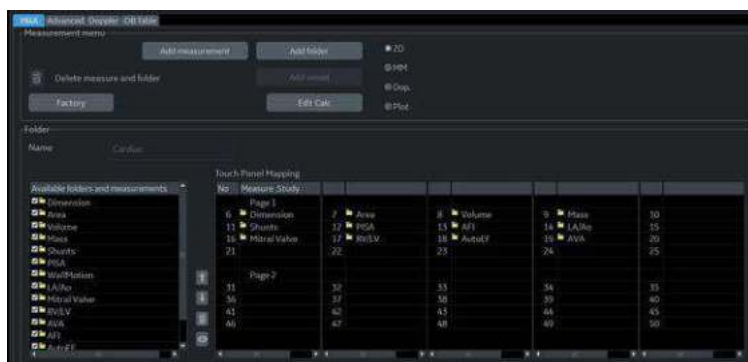 M&A Advanced Doppler OB Table
Measurement menu
Add measurement Add folder 2D
MM
Delete measure and folder Dop.
Factory Edit Calc Plot
Folder
Name Cardiac
Touch Panel Mapping
Available folders and measurements No Measure Study
Dimension Page 1
Area 6 Dimension 7 Area 8 Volume 9 Mass 10
Volume 11 Shunts 12 PISA 13 AFI 14 LA/Ao 15
Mass 16 Mitral Valve 17 RV/LV 18 AutoEF 19 AVA 20
Shunts 21 22 23 24 25
PISA
WallMotion Page 2
LA/Ao 31 32 33 34 35
Mitral Valve 36 37 38 39 40
RV/LV 41 42 43 44 45
AVA 46 47 48 49 50
AFI
AutoEF